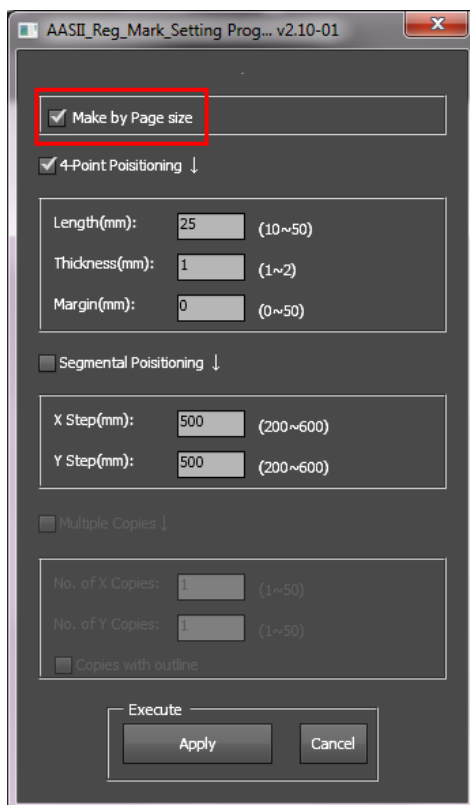 AASII_Reg_Mark_Setting Prog... v2.10-01
Make by Page size
4-Point Poisitioning ↓
Length(mm): 25 (10~50)
Thickness(mm): 1 (1~2)
Margin(mm): 0 (0~50)
Segmental Poisitioning ↓
X Step(mm): 500 (200~600)
Y Step(mm): 500 (200~600)
Multiple Copies ↓
No. of X Copies: 1 (1~50)
No. of Y Copies: 1 (1~50)
Copies with outline
Execute
Apply Cancel